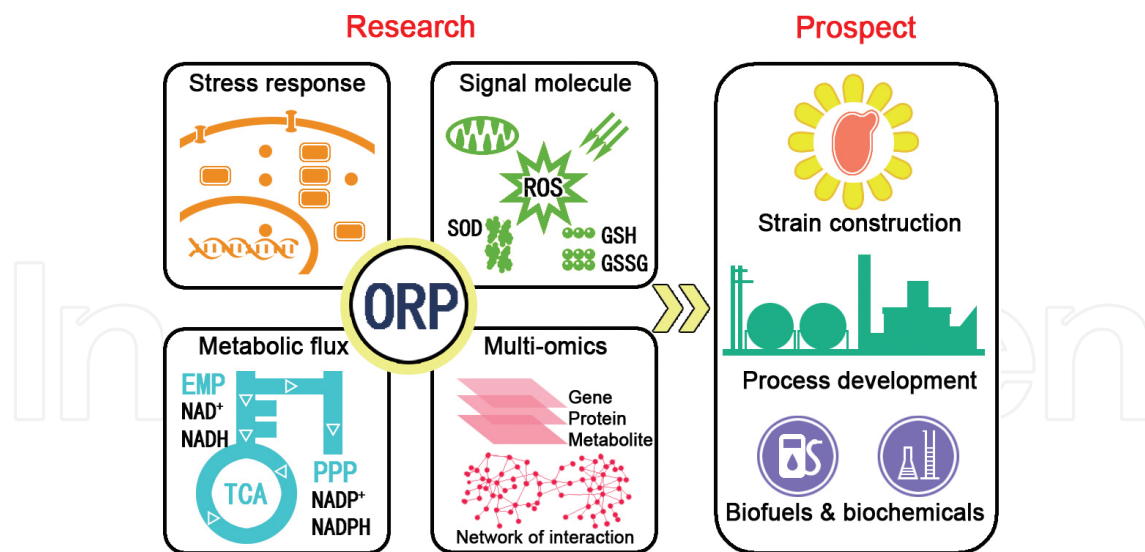 Research
Prospect
Stress response
Signal molecule
ROS
SOD
GSH
GSSG
ORP
Metabolic flux
EMP
NAD⁺
NADH
TCA
PPP
NADP⁺
NADPH
Multi-omics
Gene
Protein
Metabolite
Network of interaction
Strain construction
Process development
Biofuels & biochemicals